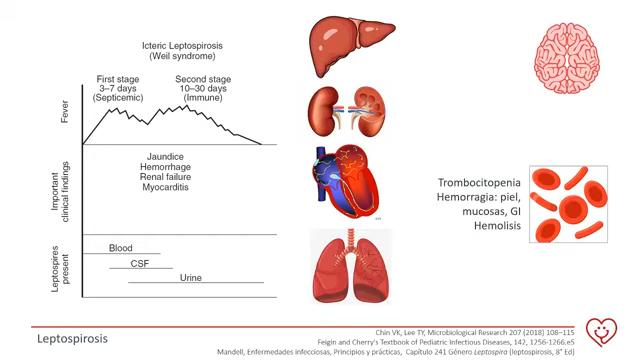 Icteric Leptospirosis
(Weil syndrome)
First stage
3–7 days
(Septicemic)
Second stage
10–30 days
(Immune)
Fever
Important
clinical findings
Jaundice
Hemorrhage
Renal failure
Myocarditis
Leptospires
present
Blood
CSF
Urine
Trombocitopenia
Hemorragia: piel,
mucosas, GI
Hemolisis
Leptospirosis
Chin VK, Lee TY, Microbiological Research 207 (2018) 108–115
Feigin and Cherry's Textbook of Pediatric Infectious Diseases, 142, 1256-1266.e5
Mandell, Enfermedades infecciosas, Principios y prácticas, Capítulo 241 Género Leptospira (leptospirosis, 8° Ed)